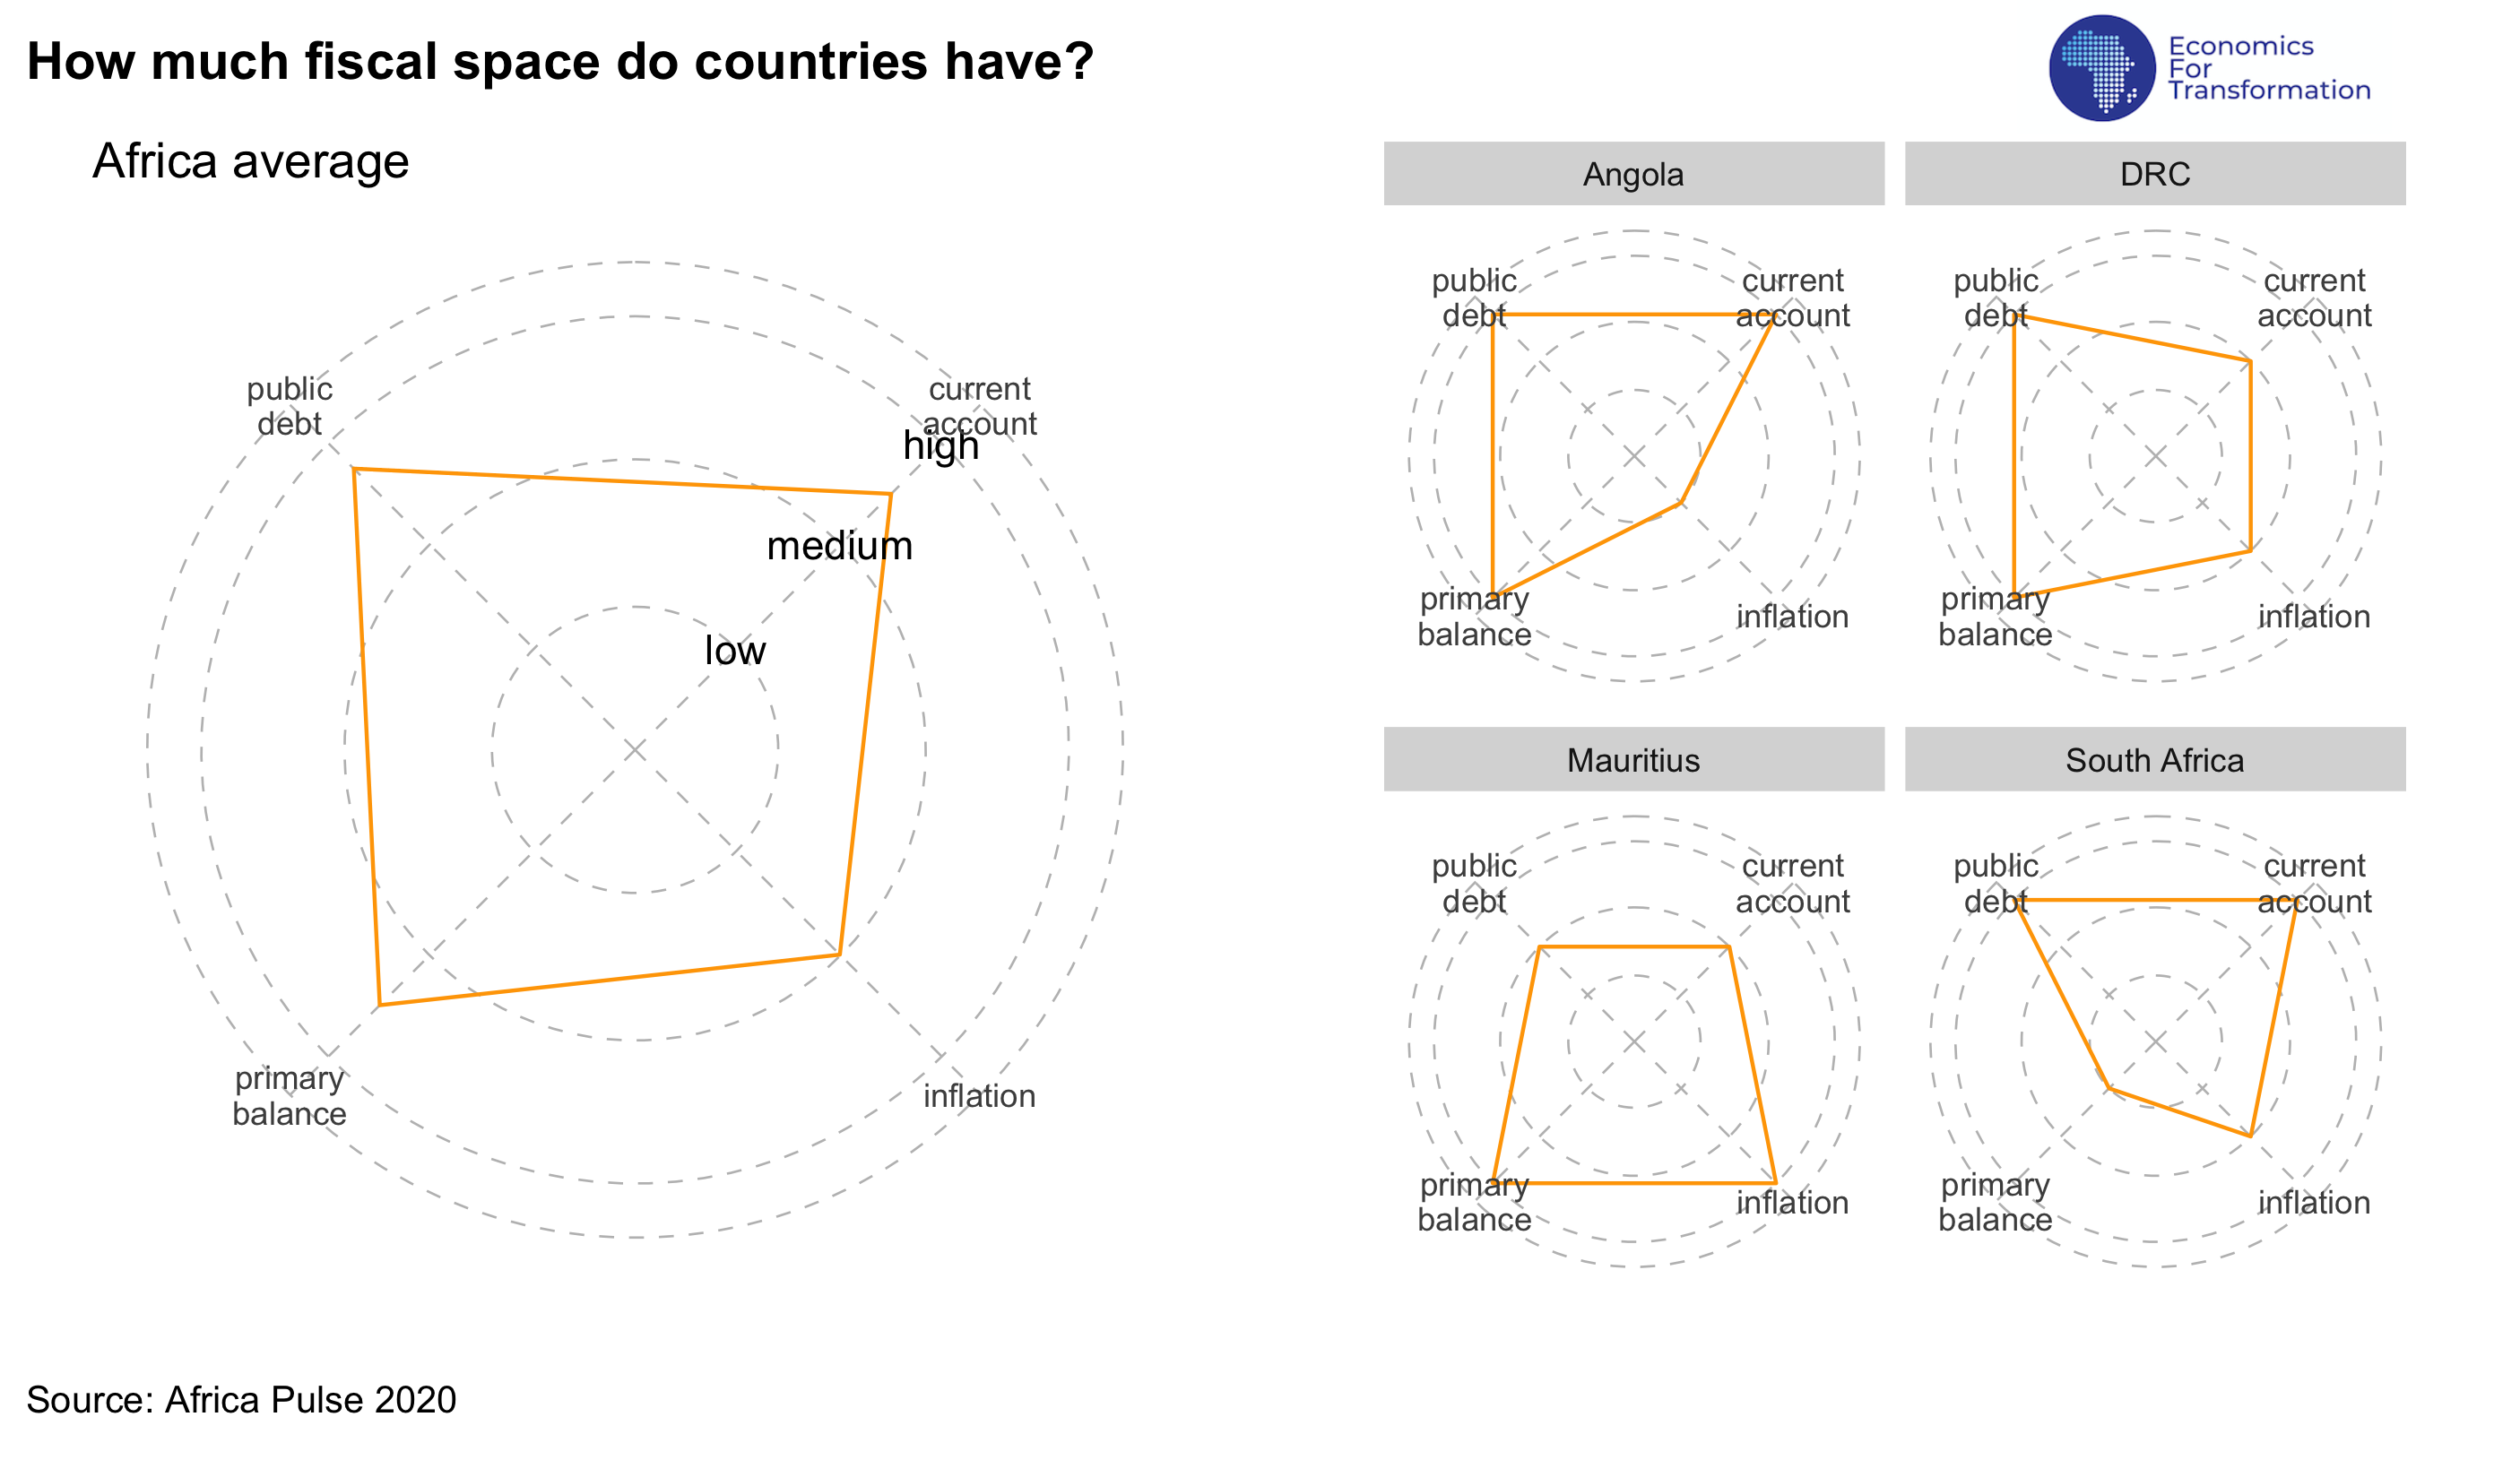 How much fiscal space do countries have?
Economics
For
Transformation
Africa average
public
debt
current
account
high
medium
low
primary
balance
inflation
Angola
public
debt
current
account
primary
balance
inflation
DRC
public
debt
current
account
primary
balance
inflation
Mauritius
public
debt
current
account
primary
balance
inflation
South Africa
public
debt
current
account
primary
balance
inflation
Source: Africa Pulse 2020